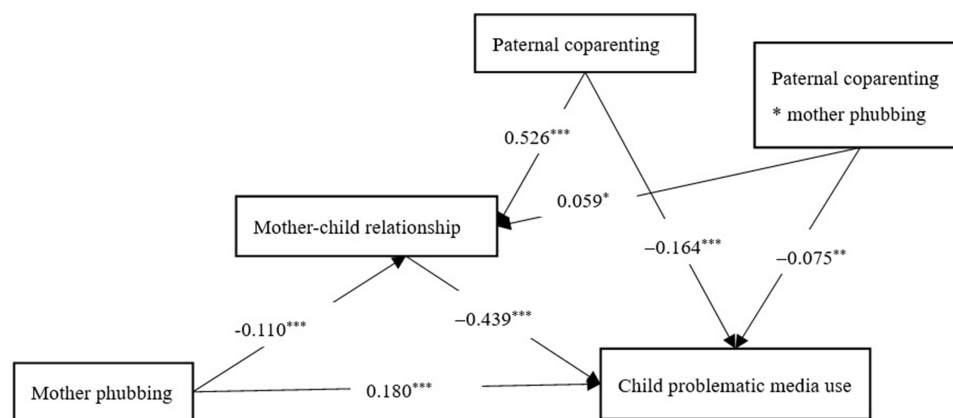 Paternal coparenting
Paternal coparenting
* mother phubbing
0.526***
0.059*
Mother-child relationship
−0.164***
−0.075**
-0.110***
−0.439***
Mother phubbing
0.180***
Child problematic media use